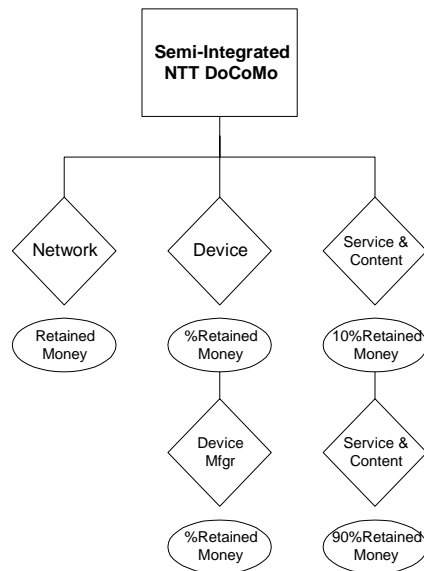 Semi-Integrated
NTT DoCoMo
Network
Device
Service &
Content
Retained
Money
%Retained
Money
10%Retained
Money
Device
Mfgr
Service &
Content
%Retained
Money
90%Retained
Money